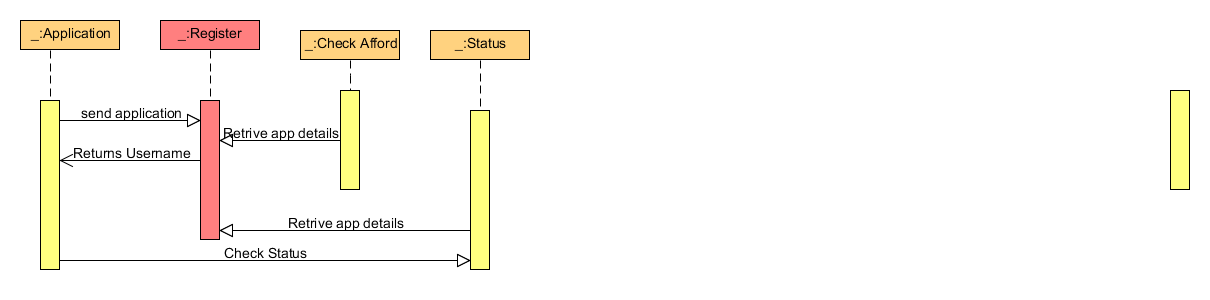 _:Application
_:Register
_:Check Afford
_:Status
send application
Retrive app details
Returns Username
Retrive app details
Check Status